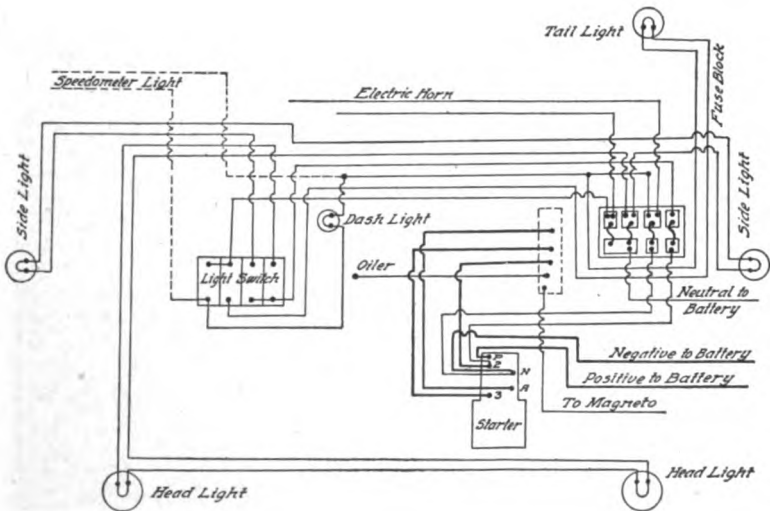 Tail Light
Speedometer Light
Electric Horn
Fuse Block
Side Light
Side Light
Dash Light
Light Switch
Oiler
Neutral to
Battery
Negative to Battery
P
2
N
Positive to Battery
A
3
To Magneto
Starter
Head Light
Head Light